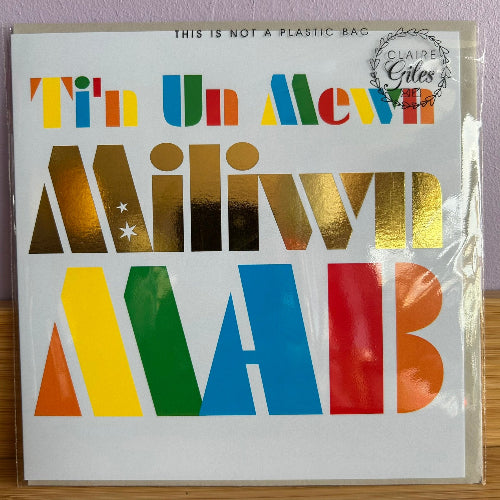 THIS IS NOT A PLASTIC BAG
CLAIRE
Giles
Ti'n Un Mewn
Miliwn
MAB